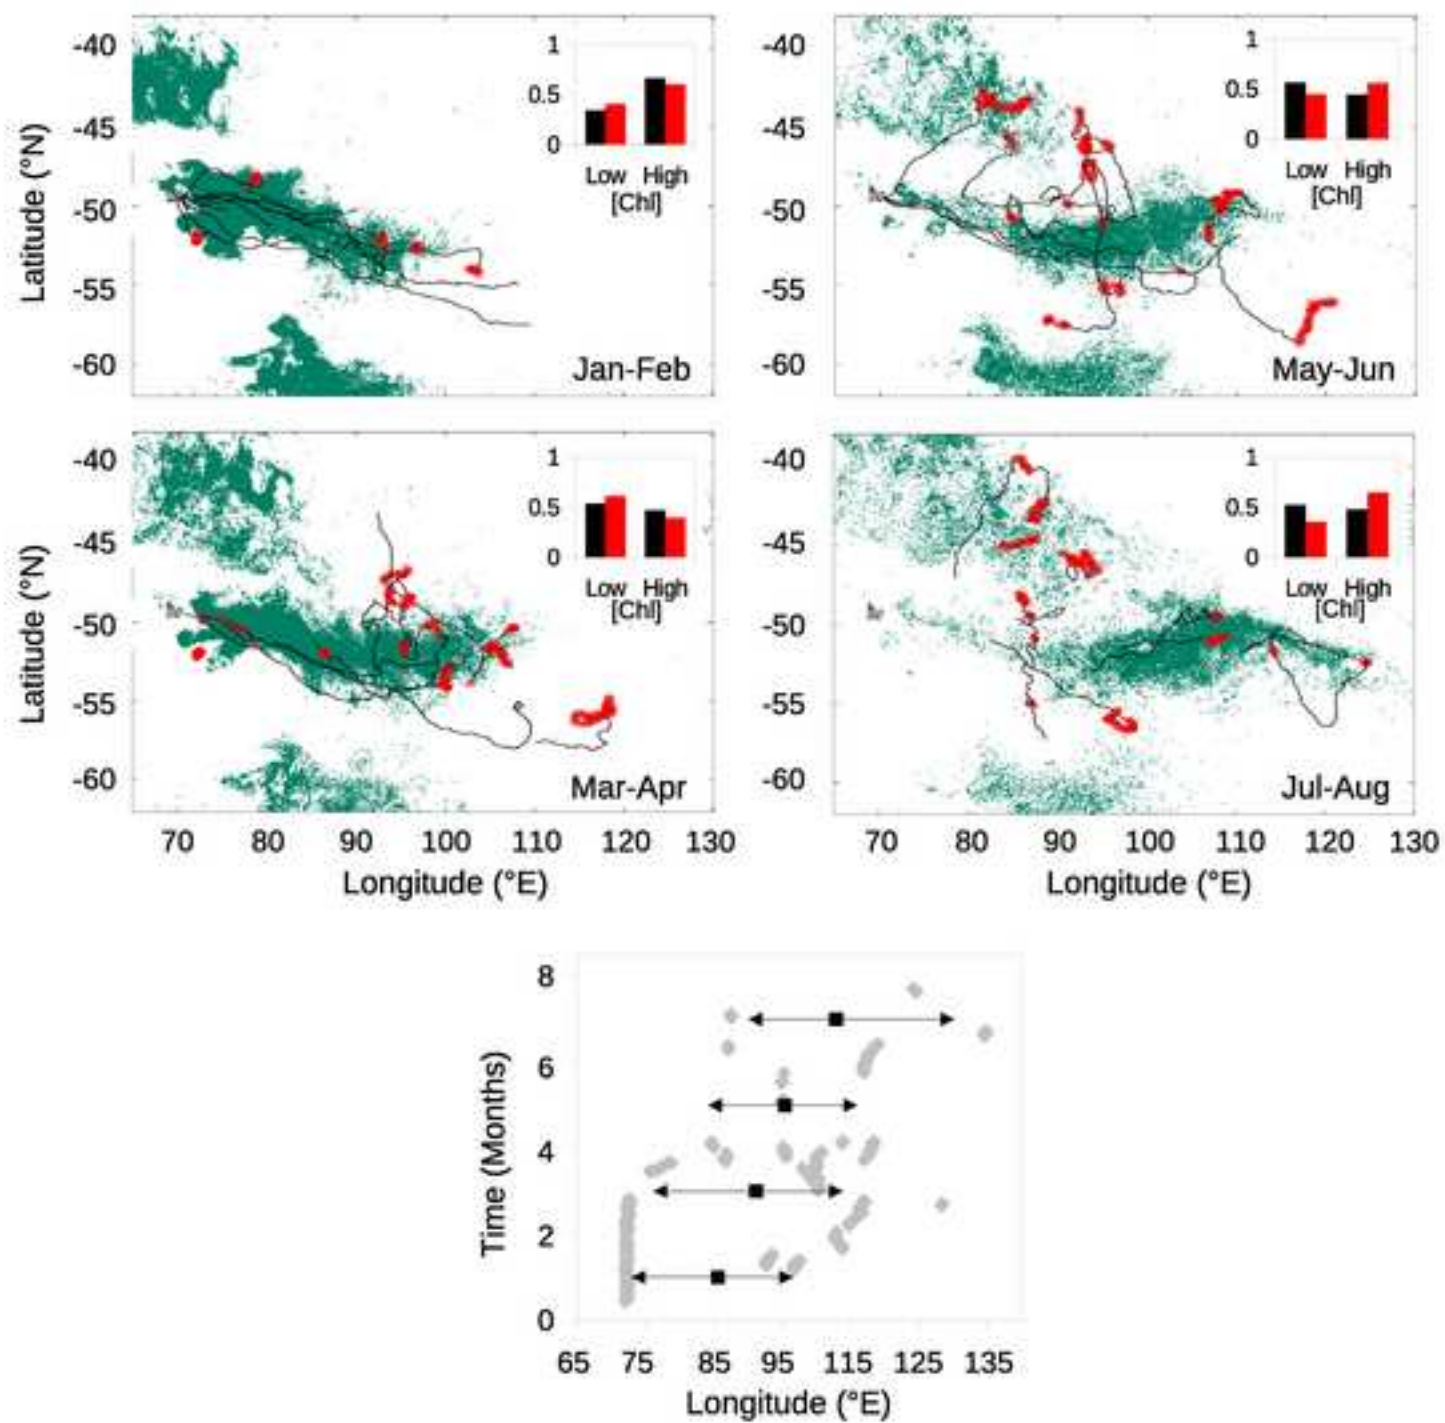 -40
-45
-50
-55
-60
Latitude (°N)
1
0.5
0
Low High
[Chl]
Jan-Feb
-40
-45
-50
-55
-60
1
0.5
0
Low High
[Chl]
May-Jun
-40
-45
-50
-55
-60
Latitude (°N)
1
0.5
0
Low High
[Chl]
Mar-Apr
70 80 90 100 110 120 130
Longitude (°E)
-40
-45
-50
-55
-60
1
0.5
0
Low High
[Chl]
Jul-Aug
70 80 90 100 110 120 130
Longitude (°E)
8
6
4
2
0
Time (Months)
65 75 85 95 115 125 135
Longitude (°E)